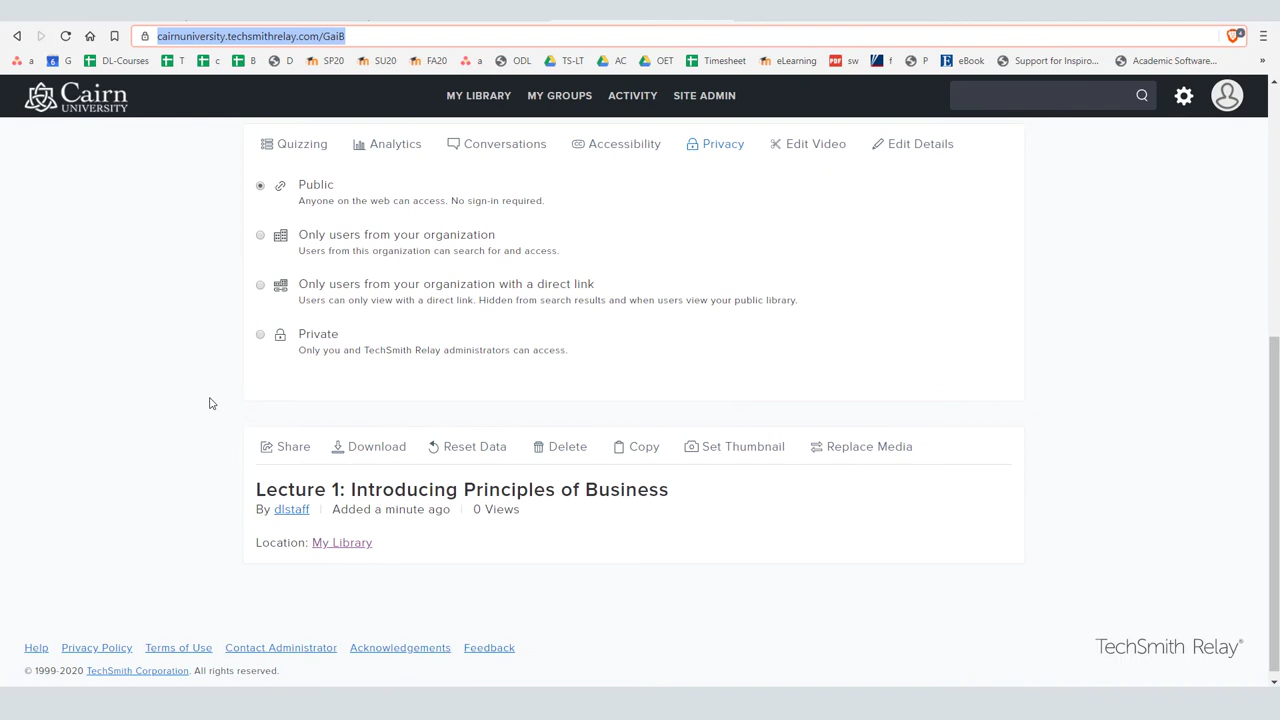 cairnuniversity.techsmithrelay.com/GaiB
4
a G DL-Courses T c B D SP20 SU20 FA20 a ODL TS-LT AC OET Timesheet eLearning PDF sw f P eBook Support for Inspiro... Academic Software... »
Cairn UNIVERSITY
MY LIBRARY MY GROUPS ACTIVITY SITE ADMIN
Quizzing Analytics Conversations Accessibility Privacy Edit Video Edit Details
Public
Anyone on the web can access. No sign-in required.
Only users from your organization
Users from this organization can search for and access.
Only users from your organization with a direct link
Users can only view with a direct link. Hidden from search results and when users view your public library.
Private
Only you and TechSmith Relay administrators can access.
Share Download Reset Data Delete Copy Set Thumbnail Replace Media
Lecture 1: Introducing Principles of Business
By dlstaff Added a minute ago 0 Views
Location: My Library
Help Privacy Policy Terms of Use Contact Administrator Acknowledgements Feedback
TechSmith Relay
© 1999-2020 TechSmith Corporation. All rights reserved.